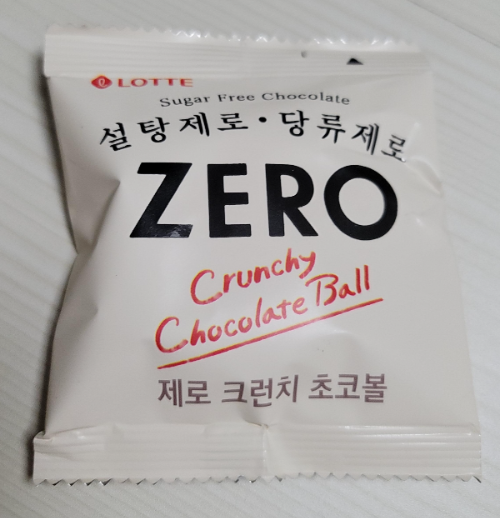 LOTTE
Sugar Free Chocolate
설탕제로·당류제로
ZERO
Crunchy
Chocolate Ball
제로 크런치 초코볼